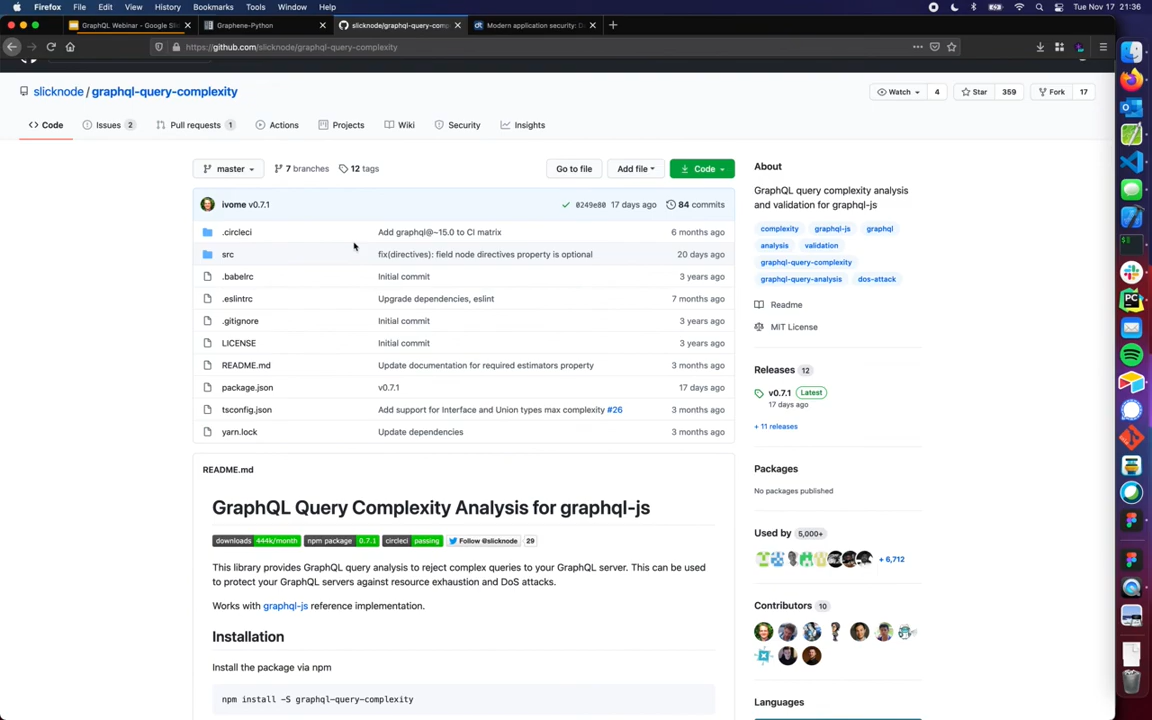 Firefox File Edit View History Bookmarks Tools Window Help Tue Nov 17 21:36
GraphQL Webinar - Google Sli Graphene-Python slicknode/graphql-query-com Modern application security: Do
https://github.com/slicknode/graphql-query-complexity
slicknode / graphql-query-complexity Watch 4 Star 359 Fork 17
Code Issues 2 Pull requests 1 Actions Projects Wiki Security Insights
master 7 branches 12 tags Go to file Add file Code
ivome v0.7.1 0249e80 17 days ago 84 commits
.circleci Add graphql@~15.0 to CI matrix 6 months ago
src fix(directives): field node directives property is optional 20 days ago
.babelrc Initial commit 3 years ago
.eslintrc Upgrade dependencies, eslint 7 months ago
.gitignore Initial commit 3 years ago
LICENSE Initial commit 3 years ago
README.md Update documentation for required estimators property 3 months ago
package.json v0.7.1 17 days ago
tsconfig.json Add support for Interface and Union types max complexity #26 3 months ago
yarn.lock Update dependencies 3 months ago
README.md
GraphQL Query Complexity Analysis for graphql-js
downloads 444k/month npm package 0.7.1 circleci passing Follow @slicknode 29
This library provides GraphQL query analysis to reject complex queries to your GraphQL server. This can be used
to protect your GraphQL servers against resource exhaustion and DoS attacks.
Works with graphql-js reference implementation.
Installation
Install the package via npm
npm install -S graphql-query-complexity
About
GraphQL query complexity analysis
and validation for graphql-js
complexity graphql-js graphql
analysis validation
graphql-query-complexity
graphql-query-analysis dos-attack
Readme
MIT License
Releases 12
v0.7.1 Latest
17 days ago
+ 11 releases
Packages
No packages published
Used by 5,000+
+ 6,712
Contributors 10
Languages
PC